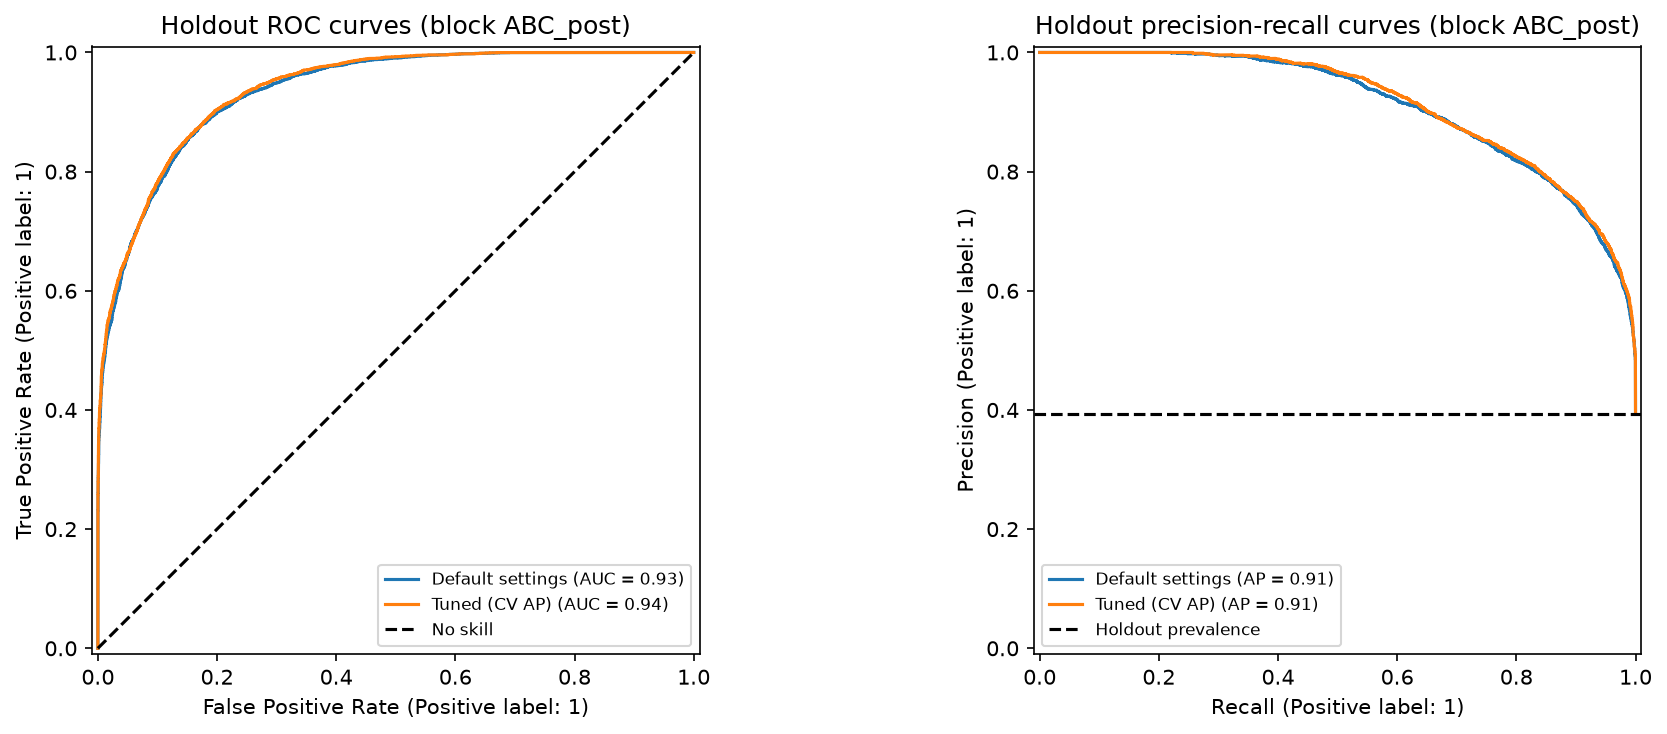 Holdout ROC curves (block ABC_post)
True Positive Rate (Positive label: 1)
1.0
0.8
0.6
0.4
0.2
0.0
0.0 0.2 0.4 0.6 0.8 1.0
False Positive Rate (Positive label: 1)
Default settings (AUC = 0.93)
Tuned (CV AP) (AUC = 0.94)
No skill
Holdout precision-recall curves (block ABC_post)
Precision (Positive label: 1)
1.0
0.8
0.6
0.4
0.2
0.0
0.0 0.2 0.4 0.6 0.8 1.0
Recall (Positive label: 1)
Default settings (AP = 0.91)
Tuned (CV AP) (AP = 0.91)
Holdout prevalence